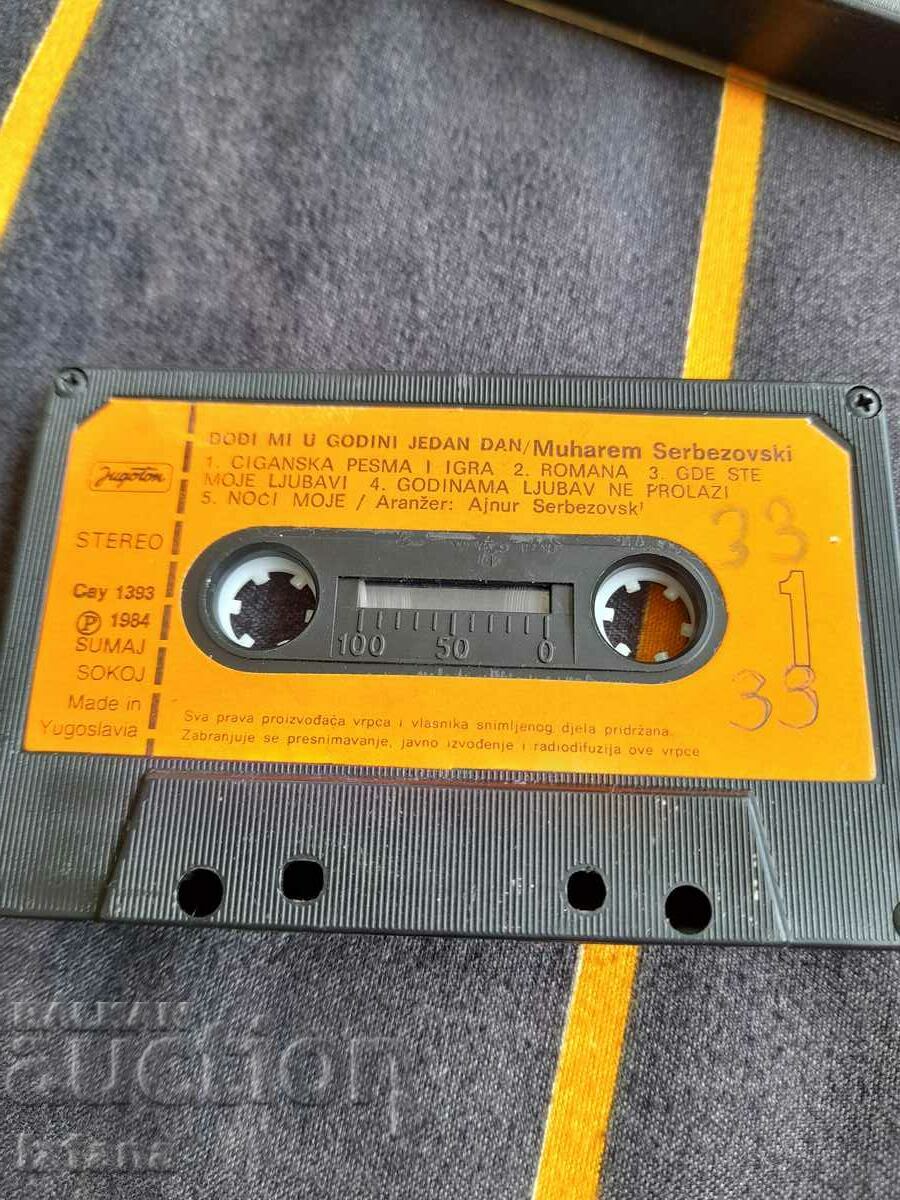 DOĐI MI U GODINI JEDAN DAN/Muharem Serbezovski
1. CIGANSKA PESMA I IGRA 2. ROMANA 3. GDE STE
MOJE LJUBAVI 4. GODINAMA LJUBAV NE PROLAZI
5. NOĆI MOJE / Aranžer: Ajnur Serbezovski
Jugoton
STEREO
Cay 1393
Ⓟ 1984
SUMAJ
SOKOJ
Made in
Yugoslavia
33
1
33
100 50 0
Sva prava proizvođača vrpca i vlasnika snimljenog djela pridržana.
Zabranjuje se presnimavanje, javno izvođenje i radiodifuzija ove vrpce
BALKAN
auction